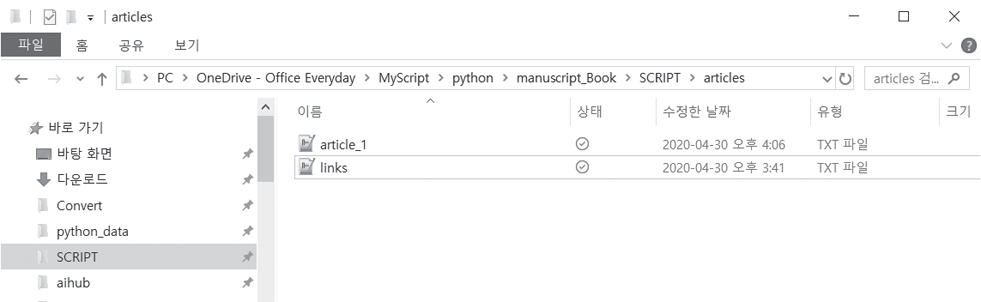 articles
파일 홈 공유 보기
PC > OneDrive - Office Everyday > MyScript > python > manuscript_Book > SCRIPT > articles articles 검...
이름 상태 수정한 날짜 유형 크기
바로 가기
바탕 화면
다운로드
Convert
python_data
SCRIPT
aihub
article_1 2020-04-30 오후 4:06 TXT 파일
links 2020-04-30 오후 3:41 TXT 파일